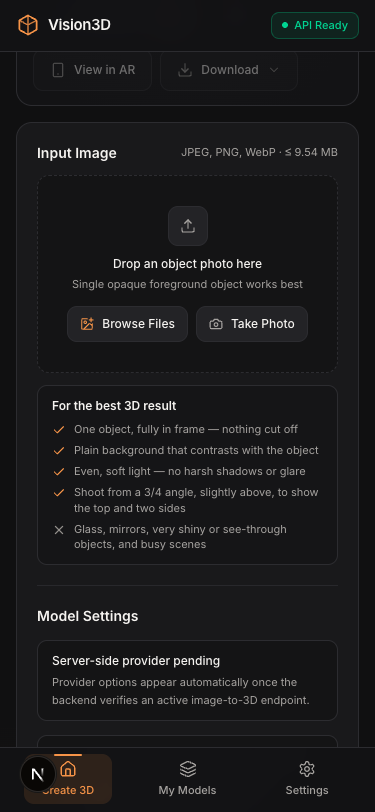 Vision3D
API Ready
View in AR
Download
Input Image
JPEG, PNG, WebP · ≤ 9.54 MB
Drop an object photo here
Single opaque foreground object works best
Browse Files
Take Photo
For the best 3D result
One object, fully in frame — nothing cut off
Plain background that contrasts with the object
Even, soft light — no harsh shadows or glare
Shoot from a 3/4 angle, slightly above, to show
the top and two sides
Glass, mirrors, very shiny or see-through
objects, and busy scenes
Model Settings
Server-side provider pending
Provider options appear automatically once the
backend verifies an active image-to-3D endpoint.
N
Create 3D
My Models
Settings